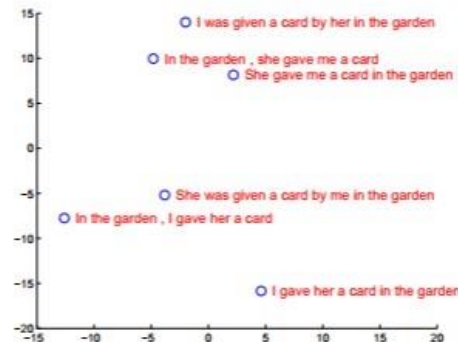 15
I was given a card by her in the garden
10
In the garden , she gave me a card
She gave me a card in the garden
5
0
−5
She was given a card by me in the garden
In the garden , I gave her a card
−10
−15
I gave her a card in the garden
−20
−15 −10 −5 0 5 10 15 20